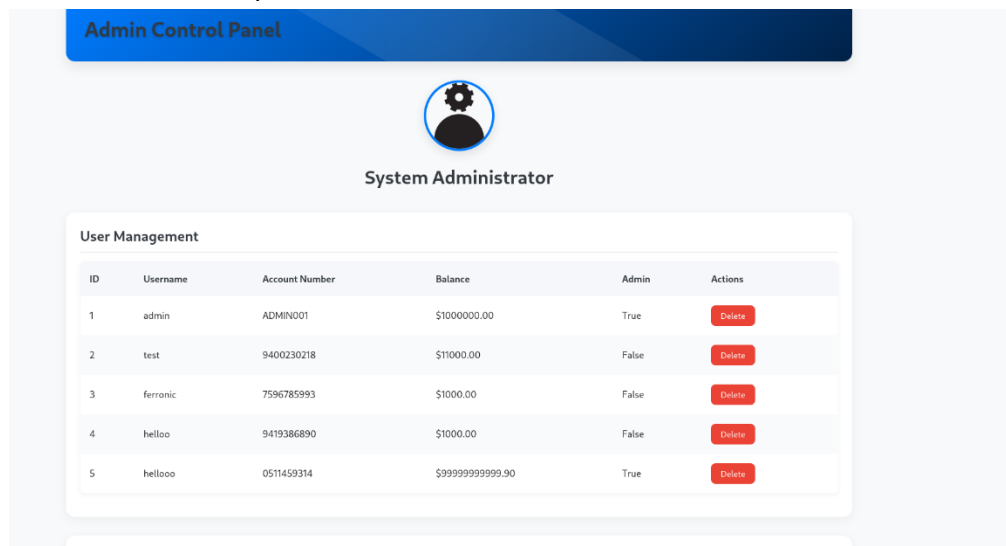 Admin Control Panel
System Administrator
User Management
ID Username Account Number Balance Admin Actions
1 admin ADMIN001 $1000000.00 True Delete
2 test 9400230218 $11000.00 False Delete
3 ferronic 7596785993 $1000.00 False Delete
4 helloo 9419386890 $1000.00 False Delete
5 hellooo 0511459314 $99999999999.90 True Delete